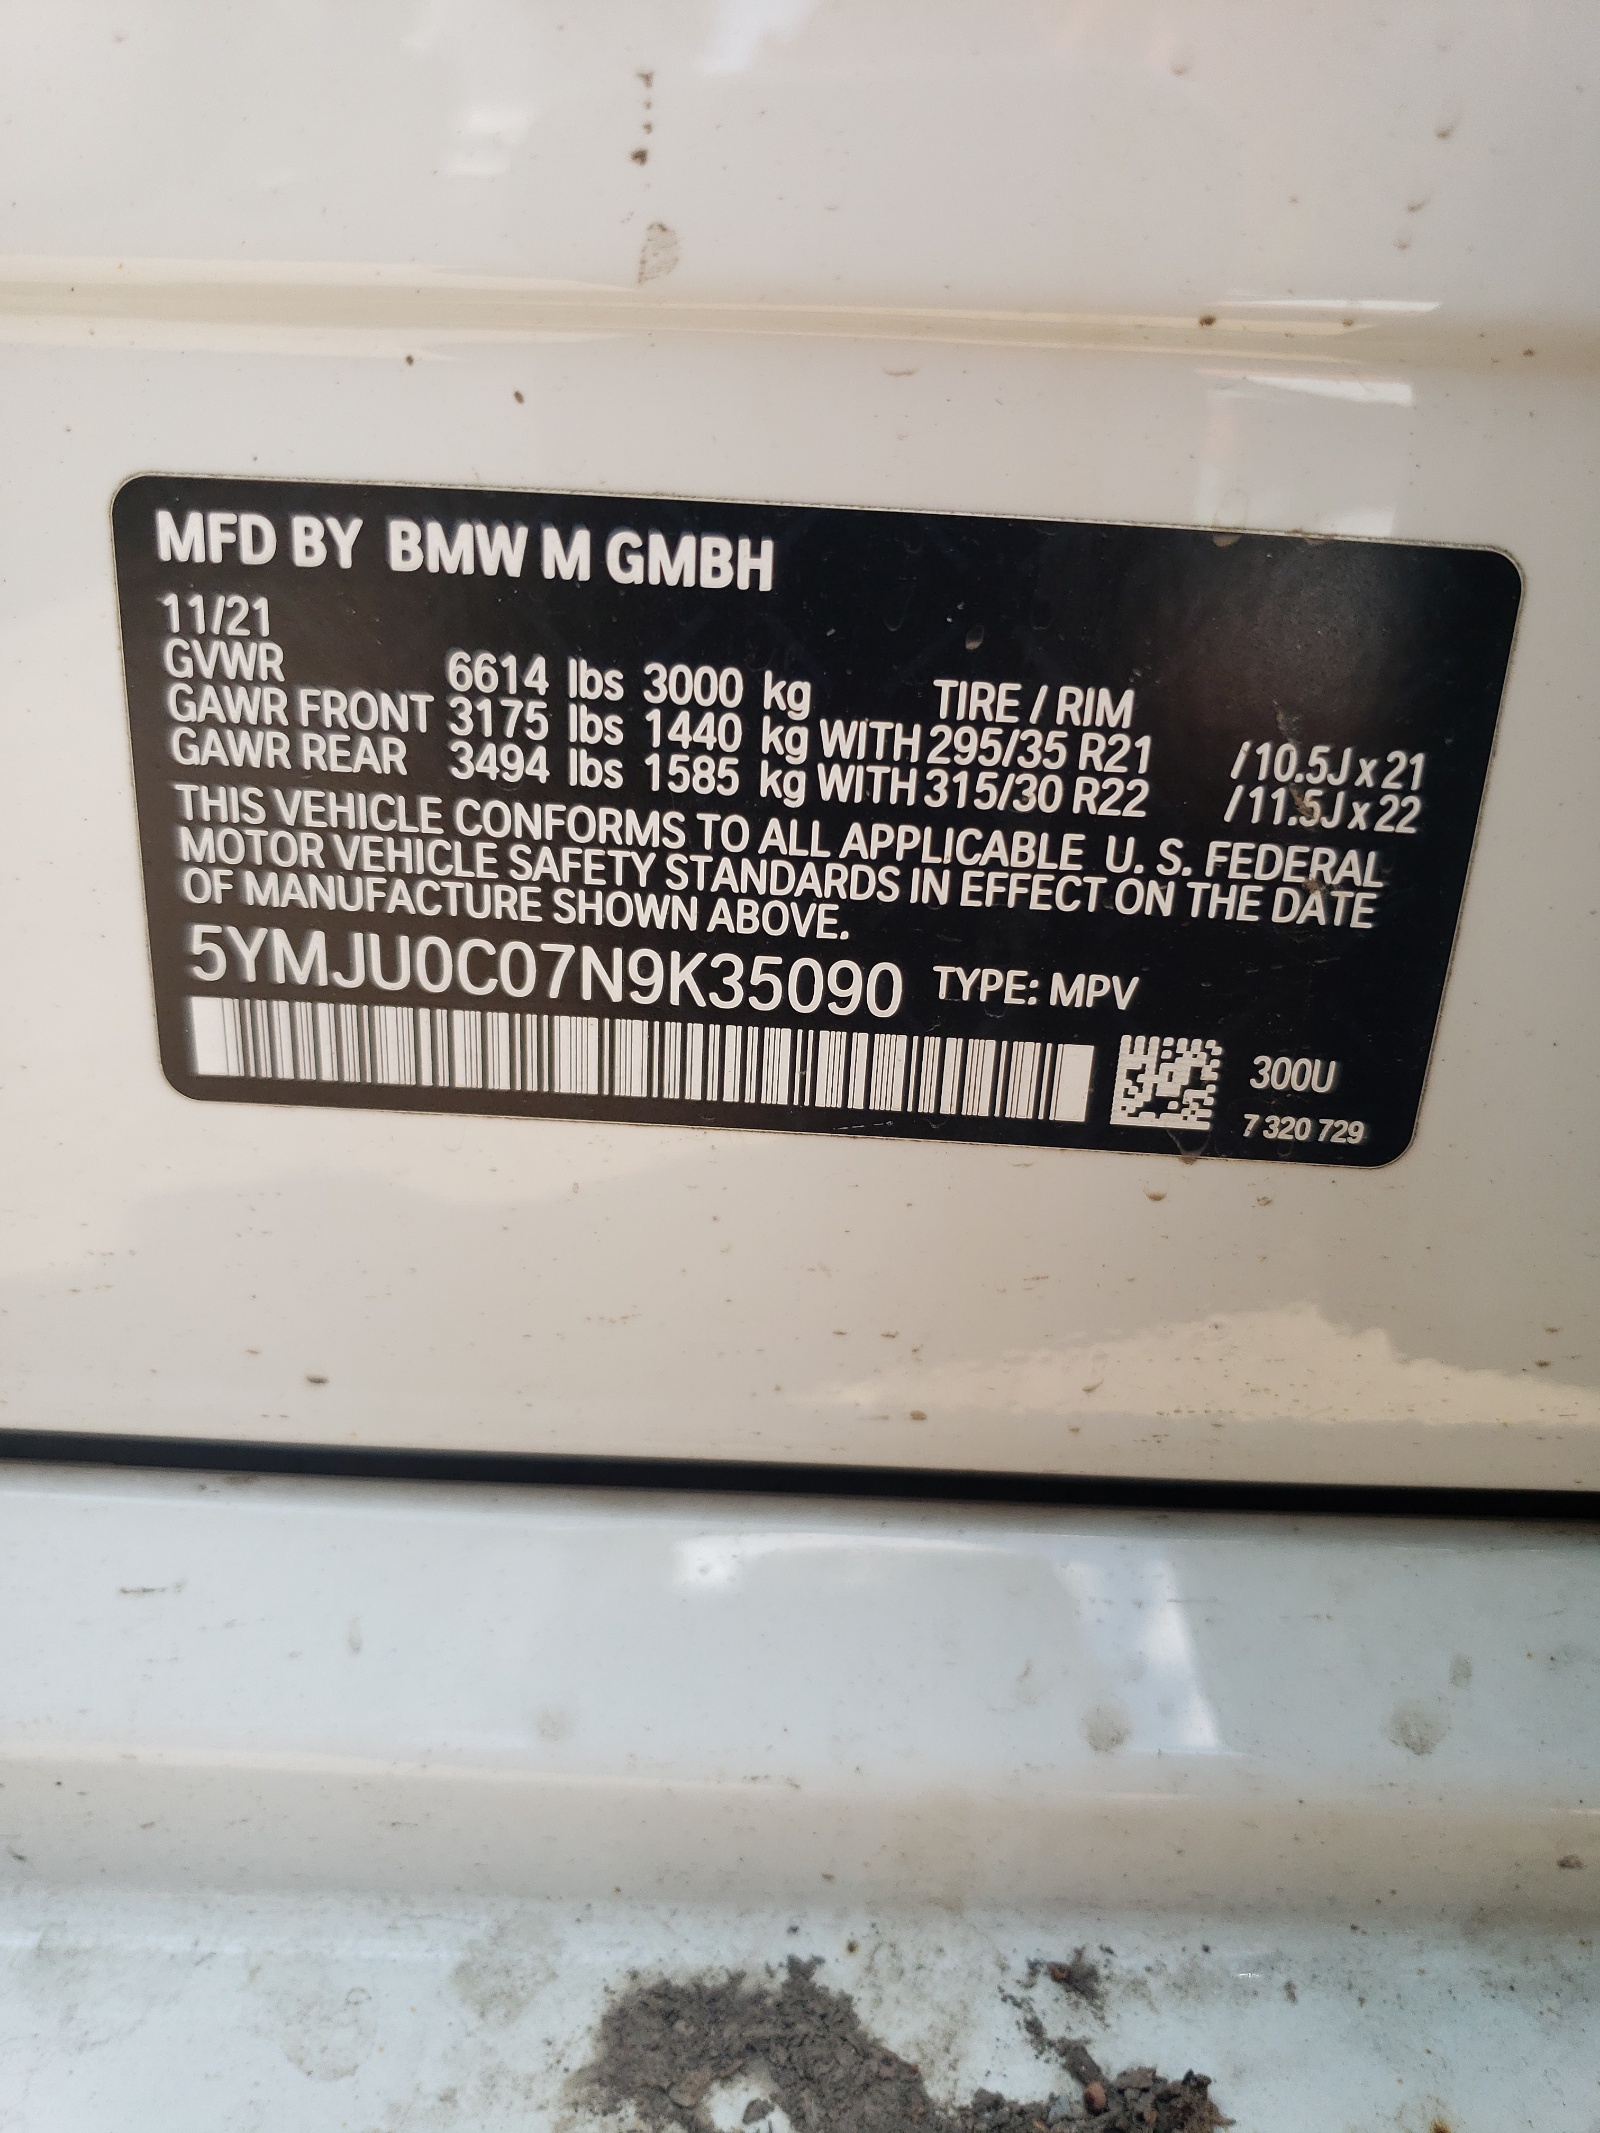 MFD BY BMW M GMBH
11/21
GVWR 6614 lbs 3000 kg TIRE / RIM
GAWR FRONT 3175 lbs 1440 kg WITH 295/35 R21 /10.5J x 21
GAWR REAR 3494 lbs 1585 kg WITH 315/30 R22 /11.5J x 22
THIS VEHICLE CONFORMS TO ALL APPLICABLE U. S. FEDERAL
MOTOR VEHICLE SAFETY STANDARDS IN EFFECT ON THE DATE
OF MANUFACTURE SHOWN ABOVE.
5YMJU0C07N9K35090 TYPE: MPV
300U
7 320 729